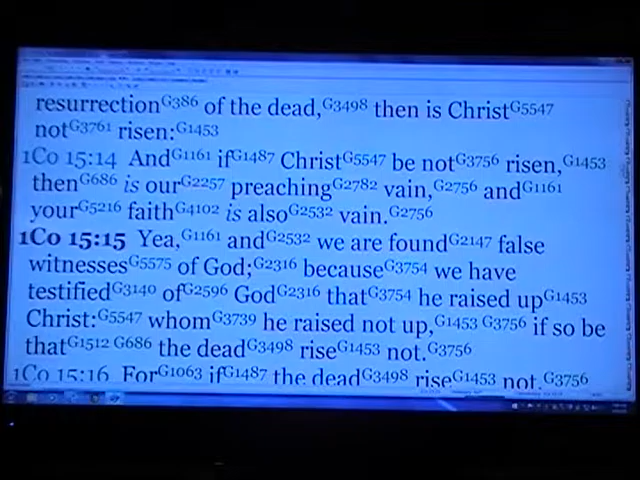 resurrectionG386 of the dead,G3498 then is ChristG5547
notG3761 risen:G1453
1Co 15:14 AndG1161 ifG1487 ChristG5547 be notG3756 risen,G1453
thenG686 is ourG2257 preachingG2782 vain,G2756 andG1161
yourG5216 faithG4102 is alsoG2532 vain.G2756
1Co 15:15 Yea,G1161 andG2532 we are foundG2147 false
witnessesG5575 of God;G2316 becauseG3754 we have
testifiedG3140 ofG2596 GodG2316 thatG3754 he raised upG1453
Christ:G5547 whomG3739 he raised not up,G1453 G3756 if so be
thatG1512 G686 the deadG3498 riseG1453 not.G3756
1Co 15:16 ForG1063 ifG1487 the deadG3498 riseG1453 not,G3756